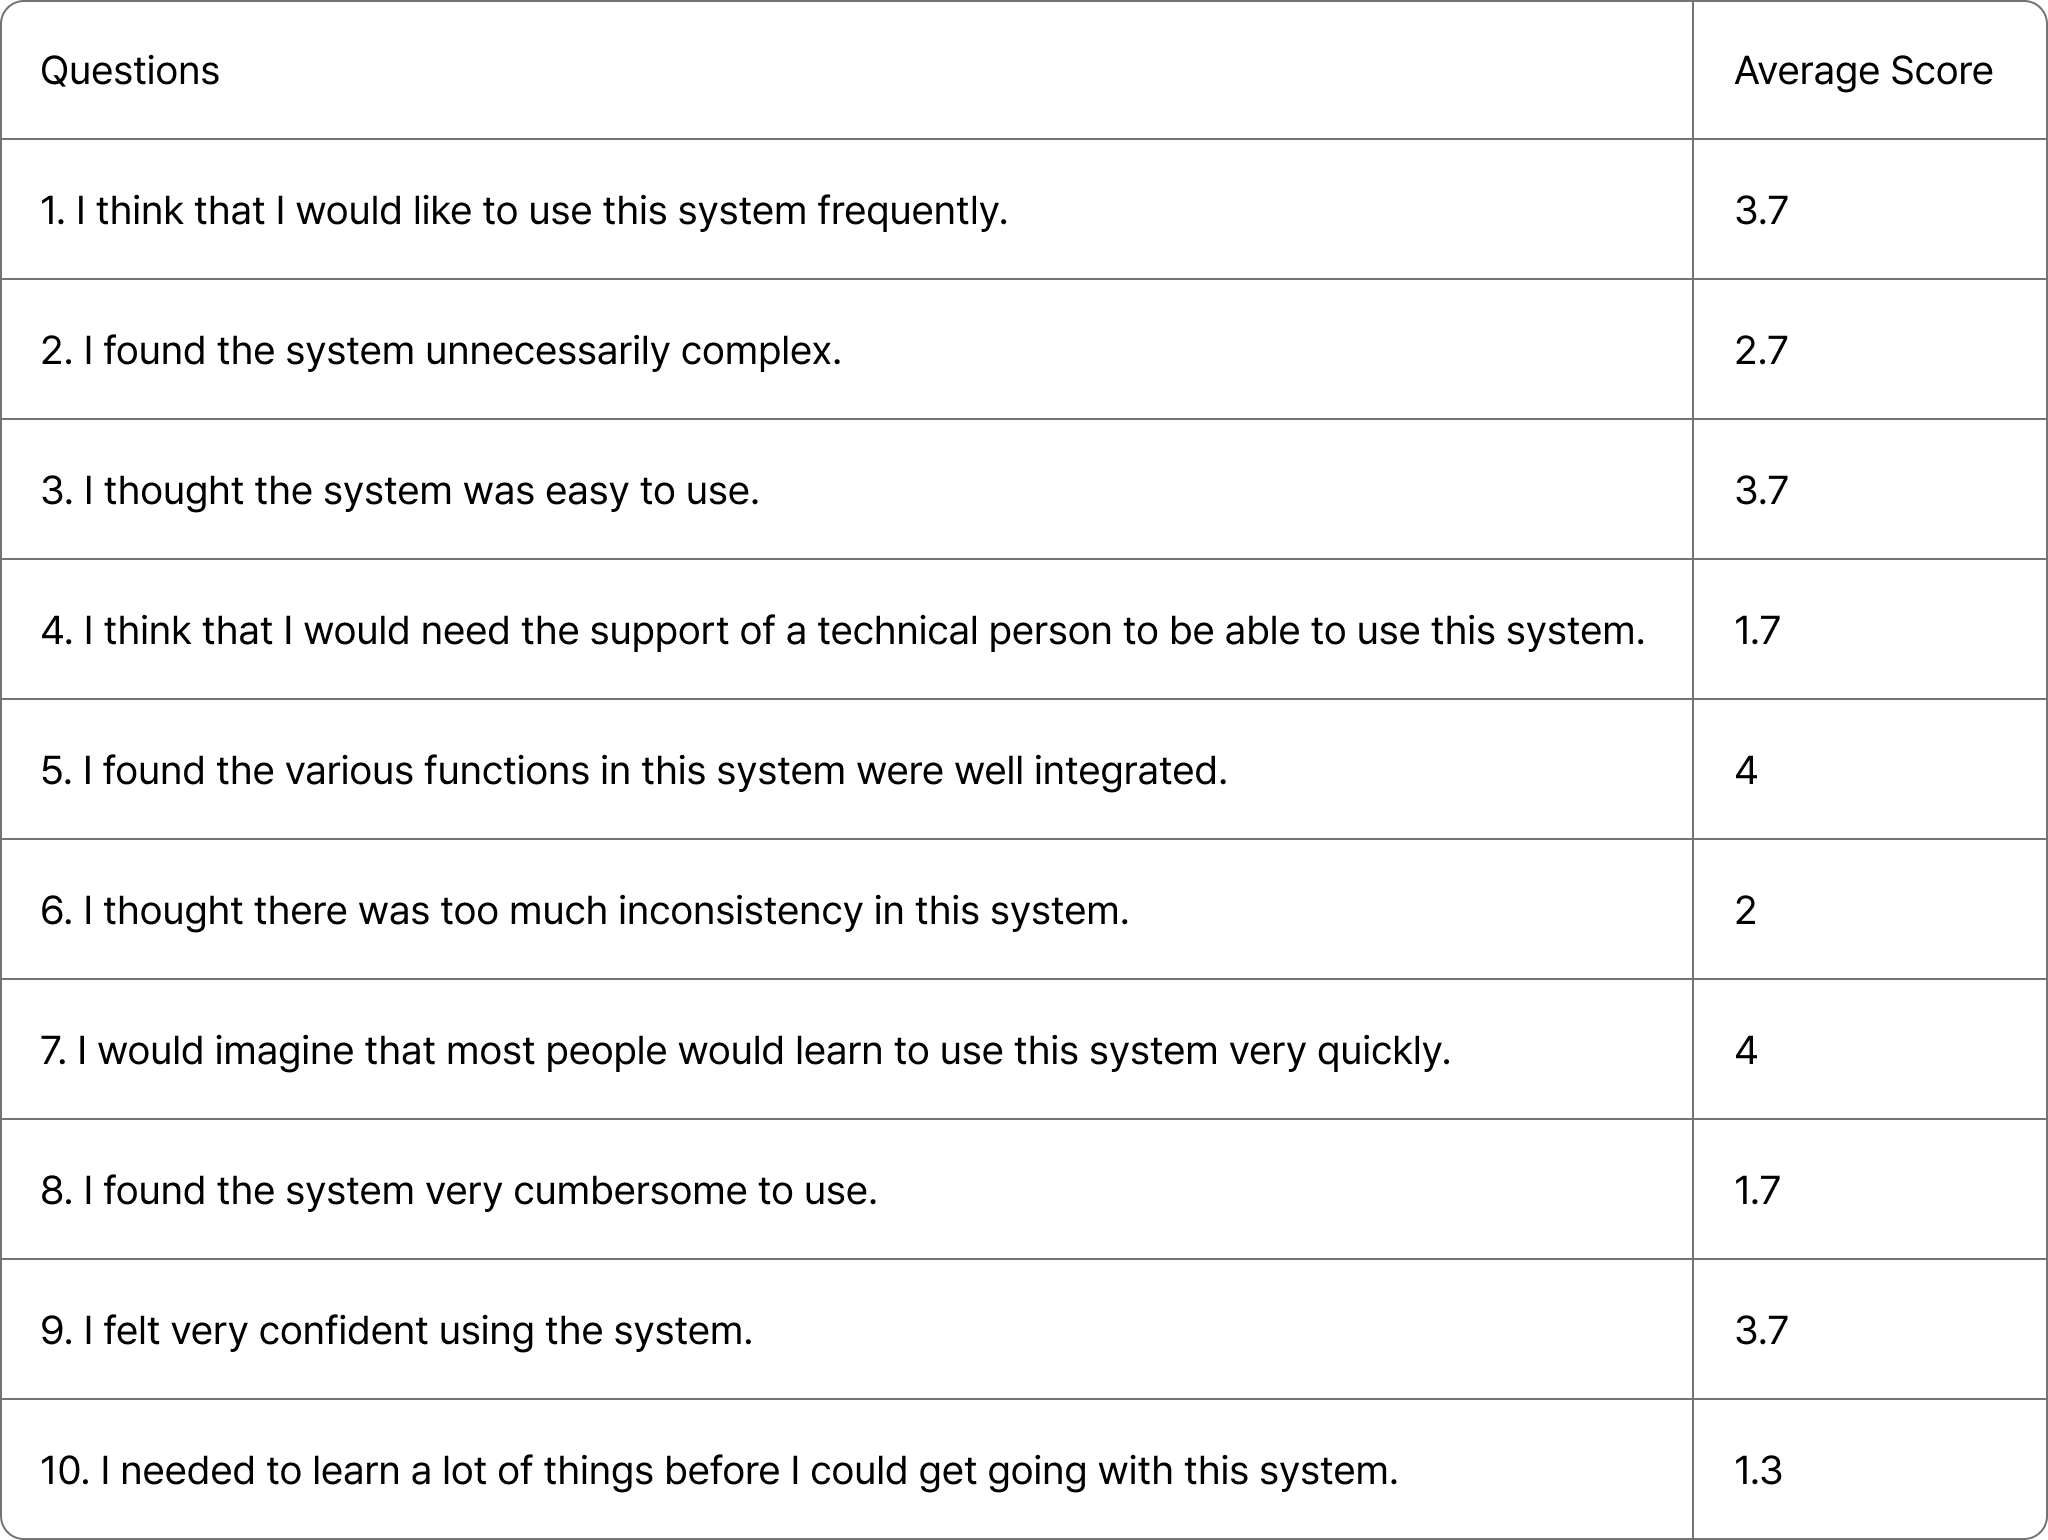 Questions Average Score
1. I think that I would like to use this system frequently. 3.7
2. I found the system unnecessarily complex. 2.7
3. I thought the system was easy to use. 3.7
4. I think that I would need the support of a technical person to be able to use this system. 1.7
5. I found the various functions in this system were well integrated. 4
6. I thought there was too much inconsistency in this system. 2
7. I would imagine that most people would learn to use this system very quickly. 4
8. I found the system very cumbersome to use. 1.7
9. I felt very confident using the system. 3.7
10. I needed to learn a lot of things before I could get going with this system. 1.3